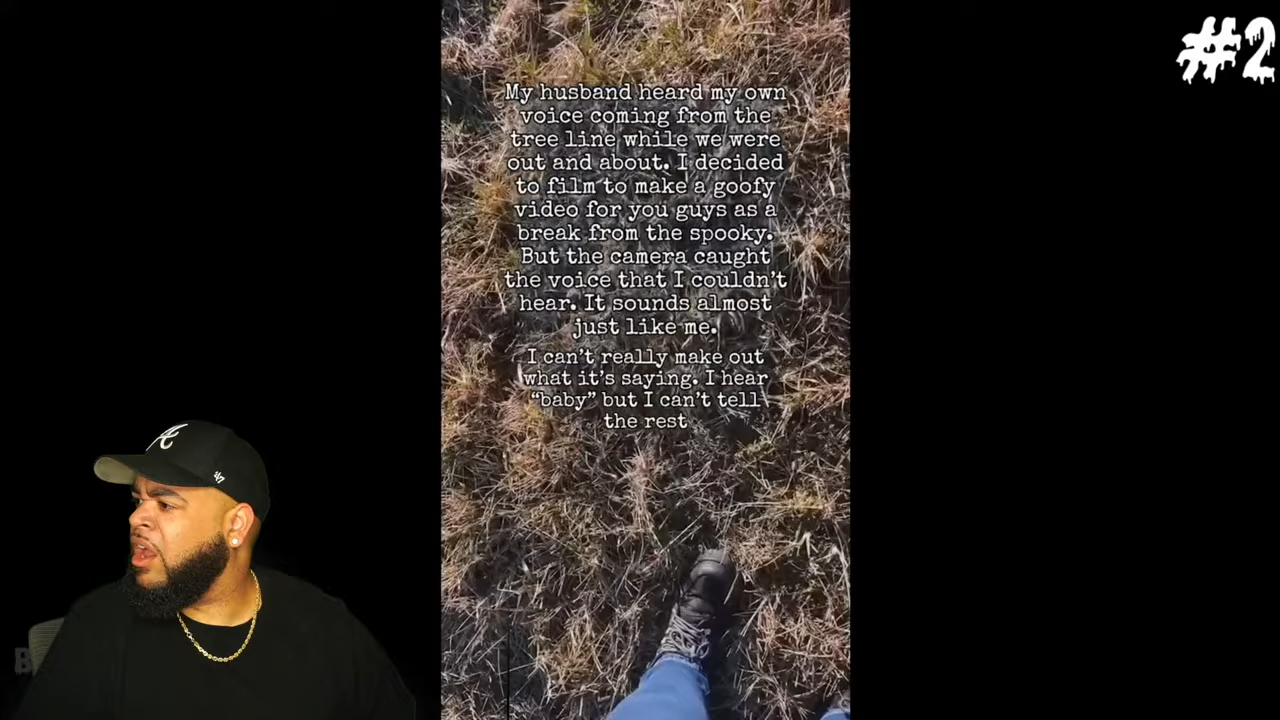 #2
My husband heard my own
voice coming from the
tree line while we were
out and about. I decided
to film to make a goofy
video for you guys as a
break from the spooky.
But the camera caught
the voice that I couldn't
hear. It sounds almost
just like me.
I can't really make out
what it's saying. I hear
“baby” but I can't tell
the rest
A
47
B